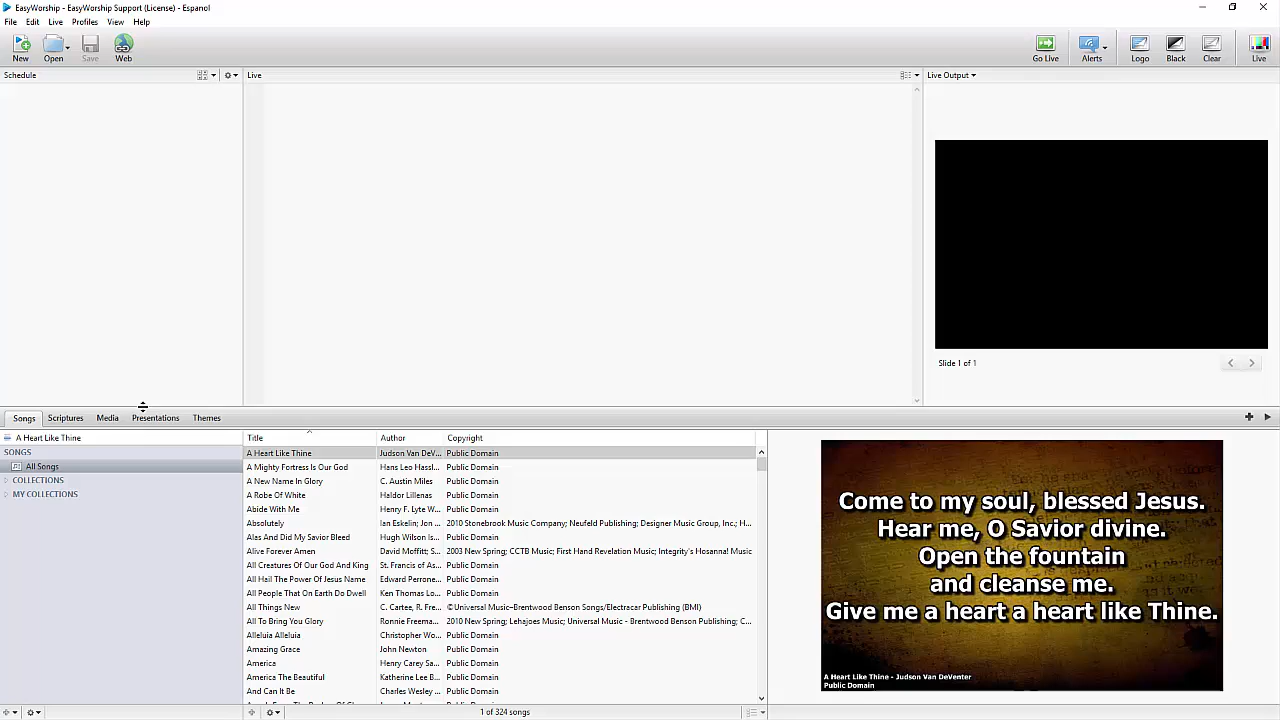 EasyWorship - EasyWorship Support (License) - Espanol
File Edit Live Profiles View Help
New Open Save Web Go Live Alerts Logo Black Clear Live
Schedule Live Live Output
Slide 1 of 1
Songs Scriptures Media Presentations Themes
A Heart Like Thine
SONGS
All Songs
COLLECTIONS
MY COLLECTIONS
Title Author Copyright
A Heart Like Thine Judson Van DeV... Public Domain
A Mighty Fortress Is Our God Hans Leo Hassl... Public Domain
A New Name In Glory C. Austin Miles Public Domain
A Robe Of White Haldor Lillenas Public Domain
Abide With Me Henry F. Lyte W... Public Domain
Absolutely Ian Eskelin; Jon ... 2010 Stonebrook Music Company; Neufeld Publishing; Designer Music Group, Inc.; H...
Alas And Did My Savior Bleed Hugh Wilson Is... Public Domain
Alive Forever Amen David Moffitt; S... 2003 New Spring; CCTB Music; First Hand Revelation Music; Integrity's Hosanna! Music
All Creatures Of Our God And King St. Francis of As... Public Domain
All Hail The Power Of Jesus Name Edward Perrone... Public Domain
All People That On Earth Do Dwell Ken Thomas Lo... Public Domain
All Things New C. Cartee, R. Fre... ©Universal Music-Brentwood Benson Songs/Electracar Publishing (BMI)
All To Bring You Glory Ronnie Freema... 2010 New Spring; Lehajoes Music; Universal Music - Brentwood Benson Publishing; C...
Alleluia Alleluia Christopher Wo... Public Domain
Amazing Grace John Newton Public Domain
America Henry Carey Sa... Public Domain
America The Beautiful Katherine Lee B... Public Domain
And Can It Be Charles Wesley ... Public Domain
1 of 324 songs
Come to my soul, blessed Jesus.
Hear me, O Savior divine.
Open the fountain
and cleanse me.
Give me a heart a heart like Thine.
A Heart Like Thine - Judson Van DeVenter
Public Domain